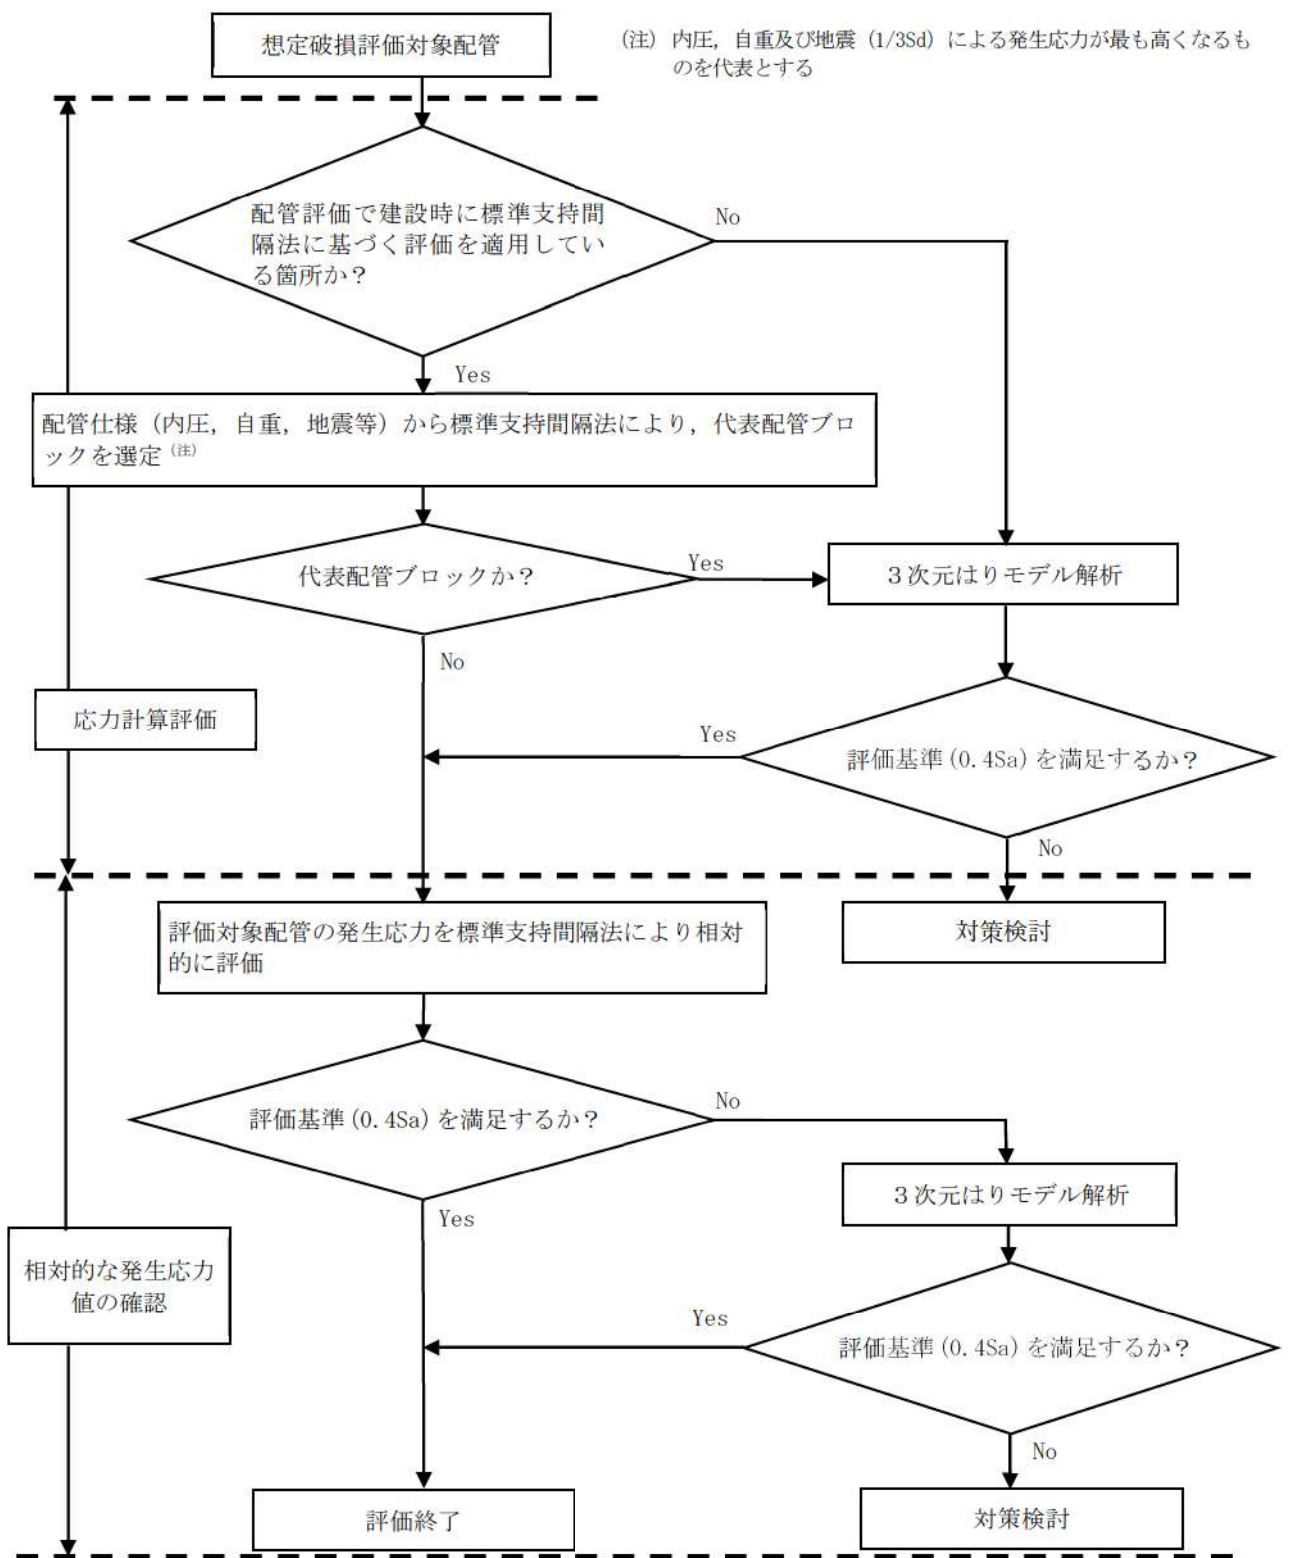 想定破損評価対象配管
(注) 内圧，自重及び地震 (1/3Sd) による発生応力が最も高くなるも
のを代表とする
配管評価で建設時に標準支持間
隔法に基づく評価を適用してい
る箇所か？
No
Yes
配管仕様（内圧，自重，地震等）から標準支持間隔法により，代表配管ブロ
ックを選定 (注)
代表配管ブロックか？
Yes
３次元はりモデル解析
No
応力計算評価
Yes
評価基準(0.4Sa)を満足するか？
No
評価対象配管の発生応力を標準支持間隔法により相対
的に評価
対策検討
評価基準(0.4Sa)を満足するか？
No
３次元はりモデル解析
Yes
相対的な発生応力
値の確認
Yes
評価基準(0.4Sa)を満足するか？
No
評価終了
対策検討